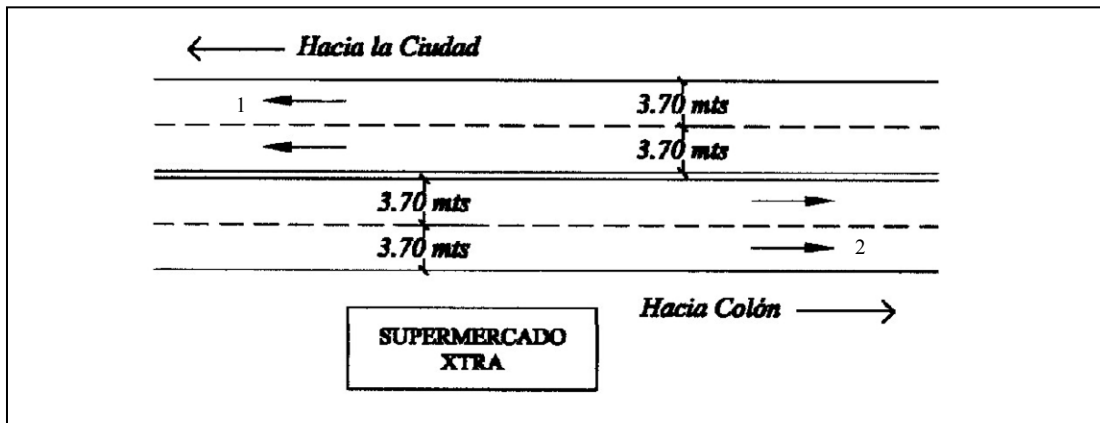 Hacia la Ciudad
1
3.70 mts
3.70 mts
3.70 mts
3.70 mts
2
Hacia Colón
SUPERMERCADO
XTRA